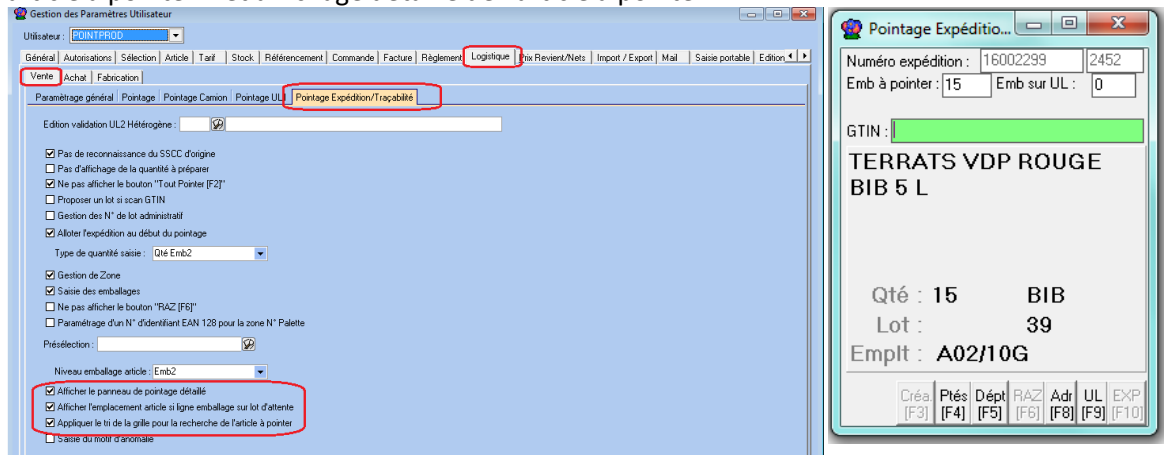 Gestion des Paramètres Utilisateur
Utilisateur : POINTPROD
Général Autorisations Sélection Article Tarif Stock Référencement Commande Facture Règlement Logistique Prix Revient/Nets Import / Export Mail Saisie portable Edition
Vente Achat Fabrication
Paramètrage général Pointage Pointage Camion Pointage UL Pointage Expédition/Traçabilité
Edition validation UL2 Hétérogène :
Pas de reconnaissance du SSCC d'origine
Pas d'affichage de la quantité à préparer
Ne pas afficher le bouton "Tout Pointer [F2]"
Proposer un lot si scan GTIN
Gestion des N° de lot administratif
Alloter l'expédition au début du pointage
Type de quantité saisie : Qté Emb2
Gestion de Zone
Saisie des emballages
Ne pas afficher le bouton "RAZ [F6]"
Paramétrage d'un N° d'identifiant EAN 128 pour la zone N° Palette
Présélection :
Niveau emballage article : Emb2
Afficher le panneau de pointage détaillé
Afficher l'emplacement article si ligne emballage sur lot d'attente
Appliquer le tri de la grille pour la recherche de l'article à pointer
Saisie du motif d'anomalie
Pointage Expéditio...
Numéro expédition : 16002299 2452
Emb à pointer : 15 Emb sur UL : 0
GTIN :
TERRATS VDP ROUGE
BIB 5 L
Qté : 15 BIB
Lot : 39
Emplt : A02/10G
Créa. Ptés Dépt RAZ Adr UL EXP
[F3] [F4] [F5] [F6] [F8] [F9] [F10]